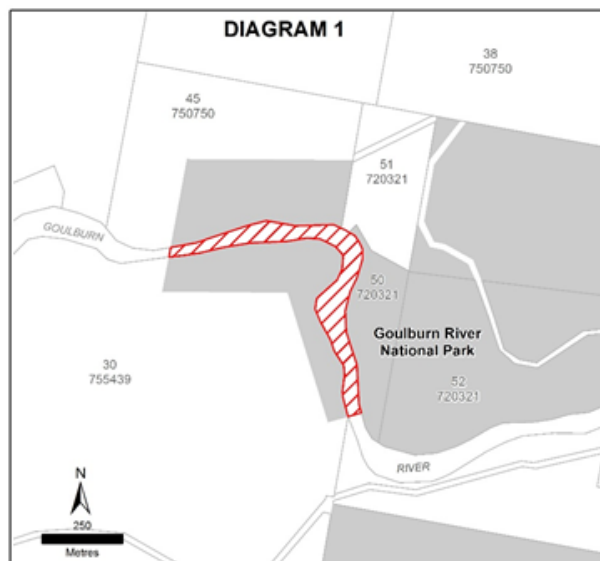 DIAGRAM 1
38
750750
45
750750
51
720321
GOULBURN
50
720321
Goulburn River
National Park
30
755439
52
720321
RIVER
N
250
Metres